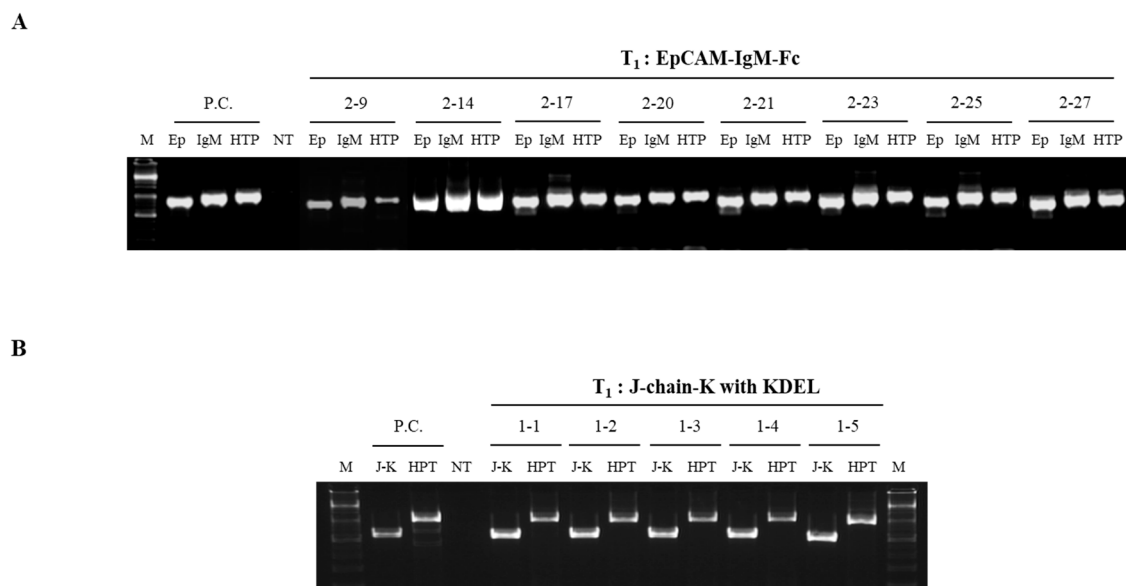 A
T₁ : EpCAM-IgM-Fc
P.C. 2-9 2-14 2-17 2-20 2-21 2-23 2-25 2-27
M Ep IgM HTP NT Ep IgM HTP Ep IgM HTP Ep IgM HTP Ep IgM HTP Ep IgM HTP Ep IgM HTP Ep IgM HTP Ep IgM HTP
B
T₁ : J-chain-K with KDEL
P.C. 1-1 1-2 1-3 1-4 1-5
M J-K HPT NT J-K HPT J-K HPT J-K HPT J-K HPT J-K HPT M